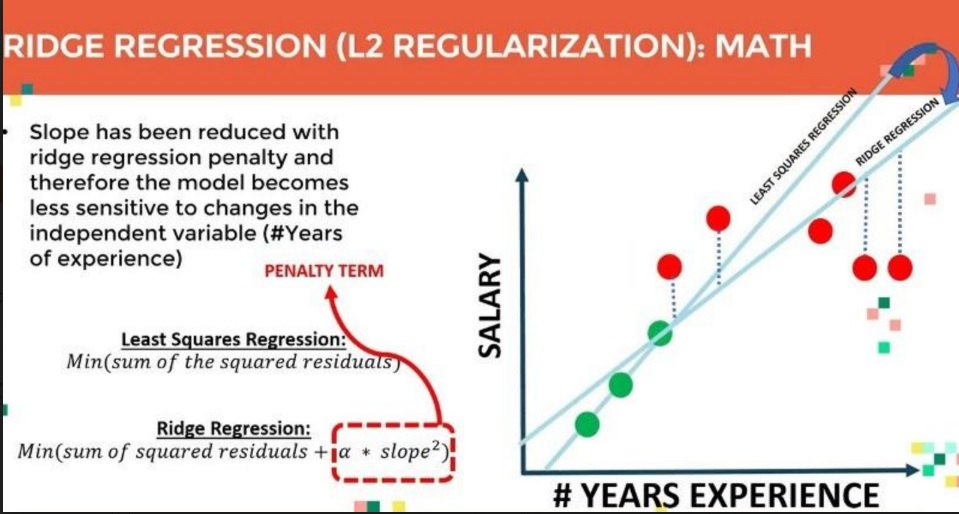 RIDGE REGRESSION (L2 REGULARIZATION): MATH
• Slope has been reduced with
ridge regression penalty and
therefore the model becomes
less sensitive to changes in the
independent variable (#Years
of experience)
PENALTY TERM
Least Squares Regression:
Min(sum of the squared residuals)
Ridge Regression:
Min(sum of squared residuals + α * slope²)
LEAST SQUARES REGRESSION
RIDGE REGRESSION
SALARY
# YEARS EXPERIENCE